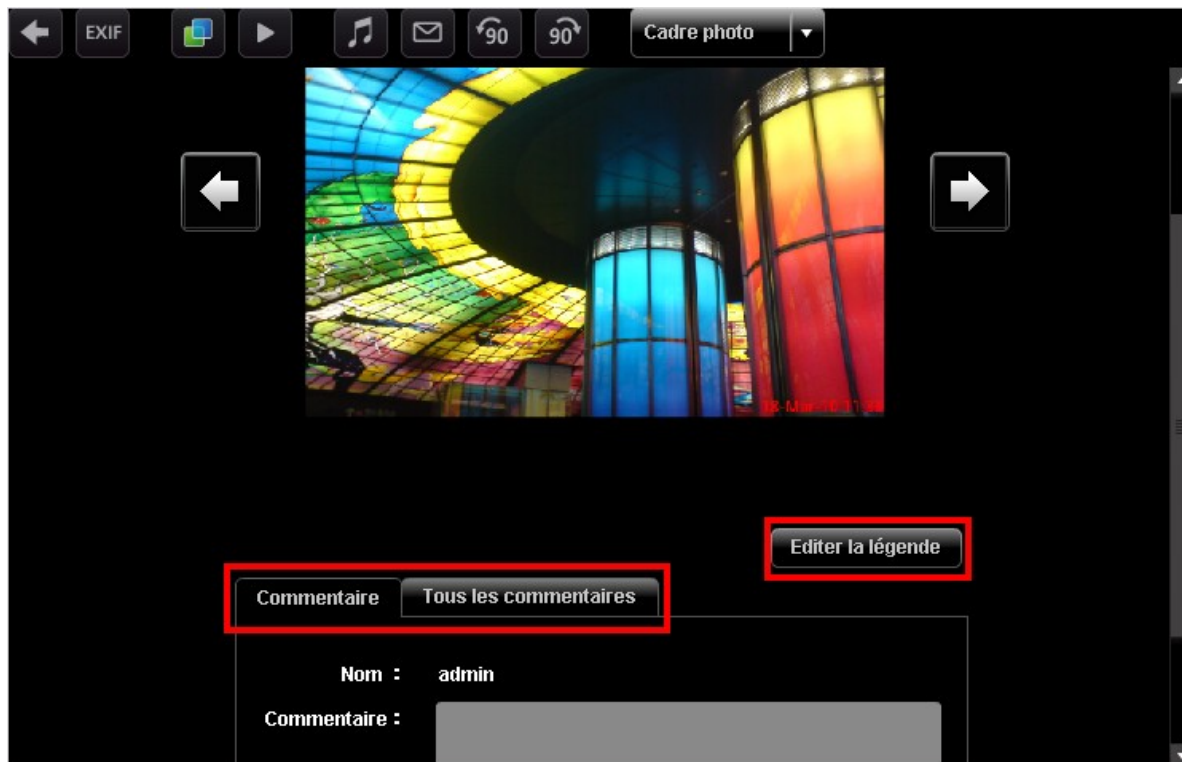 EXIF
90
90
Cadre photo
Editer la légende
Commentaire
Tous les commentaires
Nom :
admin
Commentaire :